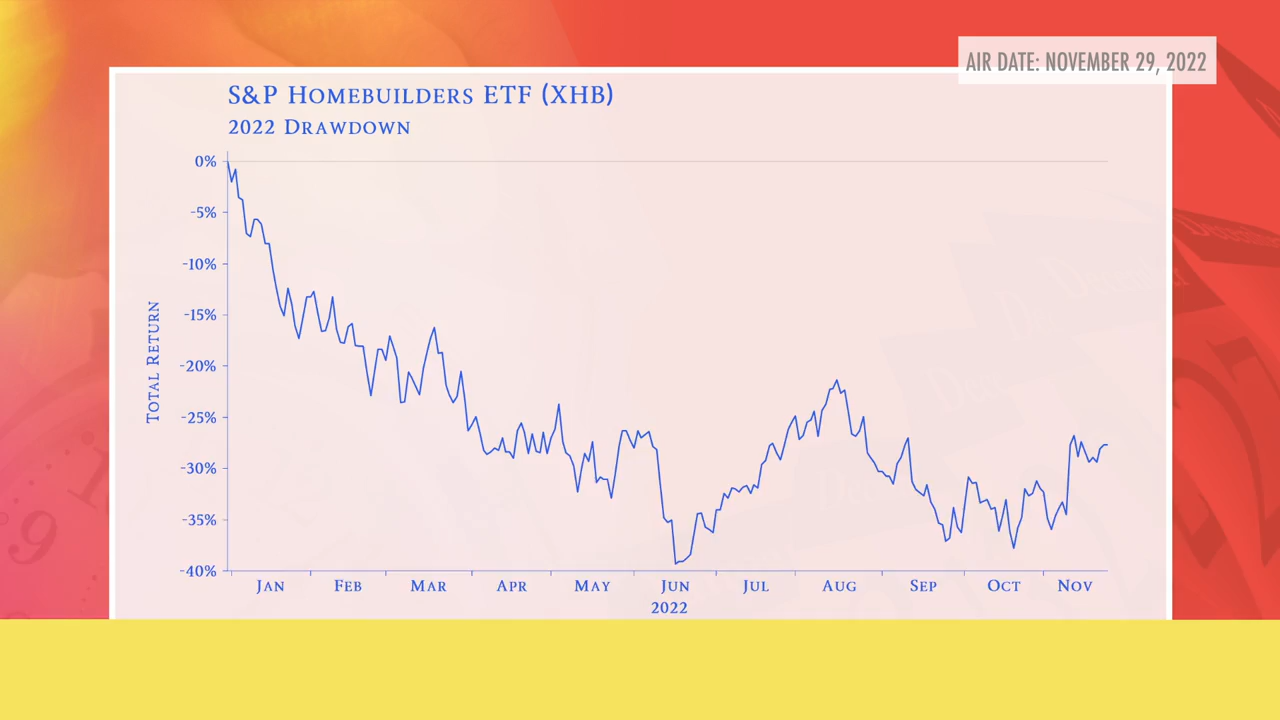 AIR DATE: NOVEMBER 29, 2022
S&P HOMEBUILDERS ETF (XHB)
2022 DRAWDOWN
0%
-5%
-10%
-15%
-20%
-25%
-30%
-35%
-40%
TOTAL RETURN
JAN FEB MAR APR MAY JUN JUL AUG SEP OCT NOV
2022
9